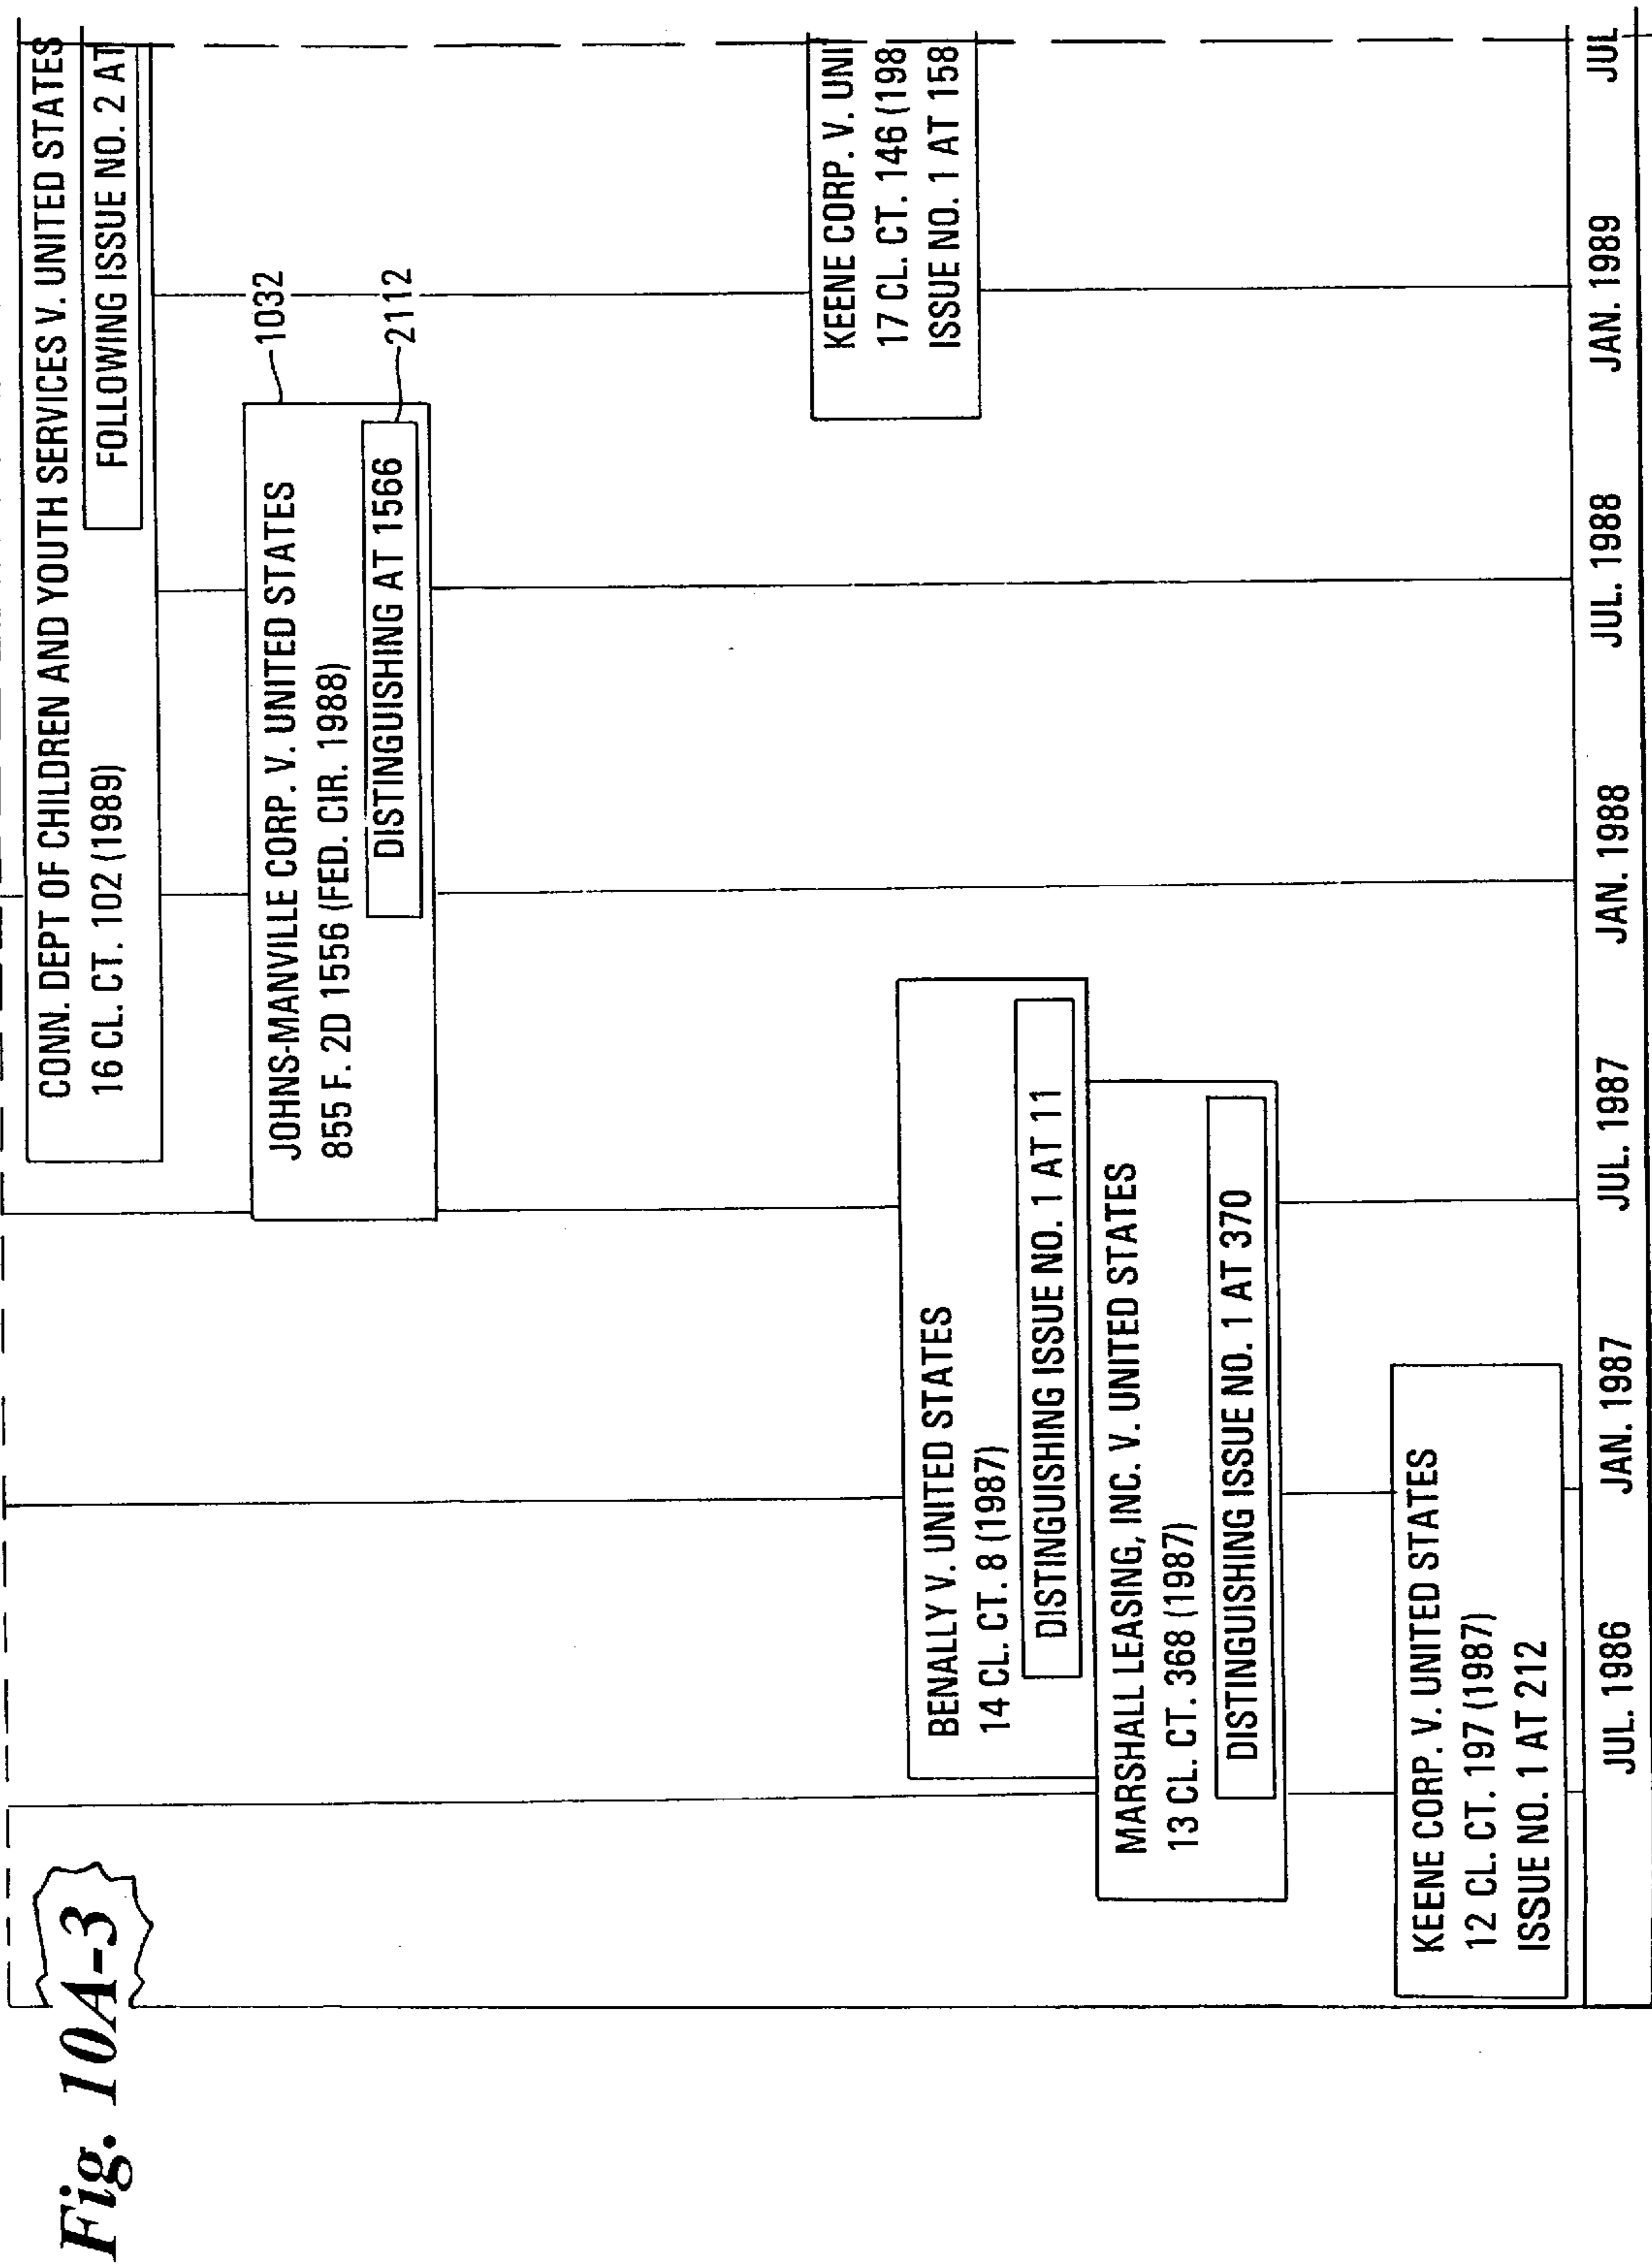 Fig. 10A-3
CONN. DEPT OF CHILDREN AND YOUTH SERVICES V. UNITED STATES
16 CL. CT. 102 (1989)
FOLLOWING ISSUE NO. 2 AT
1032
JOHNS-MANVILLE CORP. V. UNITED STATES
855 F. 2D 1556 (FED. CIR. 1988)
DISTINGUISHING AT 1566
2112
KEENE CORP. V. UNI
17 CL. CT. 146 (198
ISSUE NO. 1 AT 158
BENALLY V. UNITED STATES
14 CL. CT. 8 (1987)
DISTINGUISHING ISSUE NO. 1 AT 11
MARSHALL LEASING, INC. V. UNITED STATES
13 CL. CT. 368 (1987)
DISTINGUISHING ISSUE NO. 1 AT 370
KEENE CORP. V. UNITED STATES
12 CL. CT. 197 (1987)
ISSUE NO. 1 AT 212
JUL. 1986 JAN. 1987 JUL. 1987 JAN. 1988 JUL. 1988 JAN. 1989 JUL